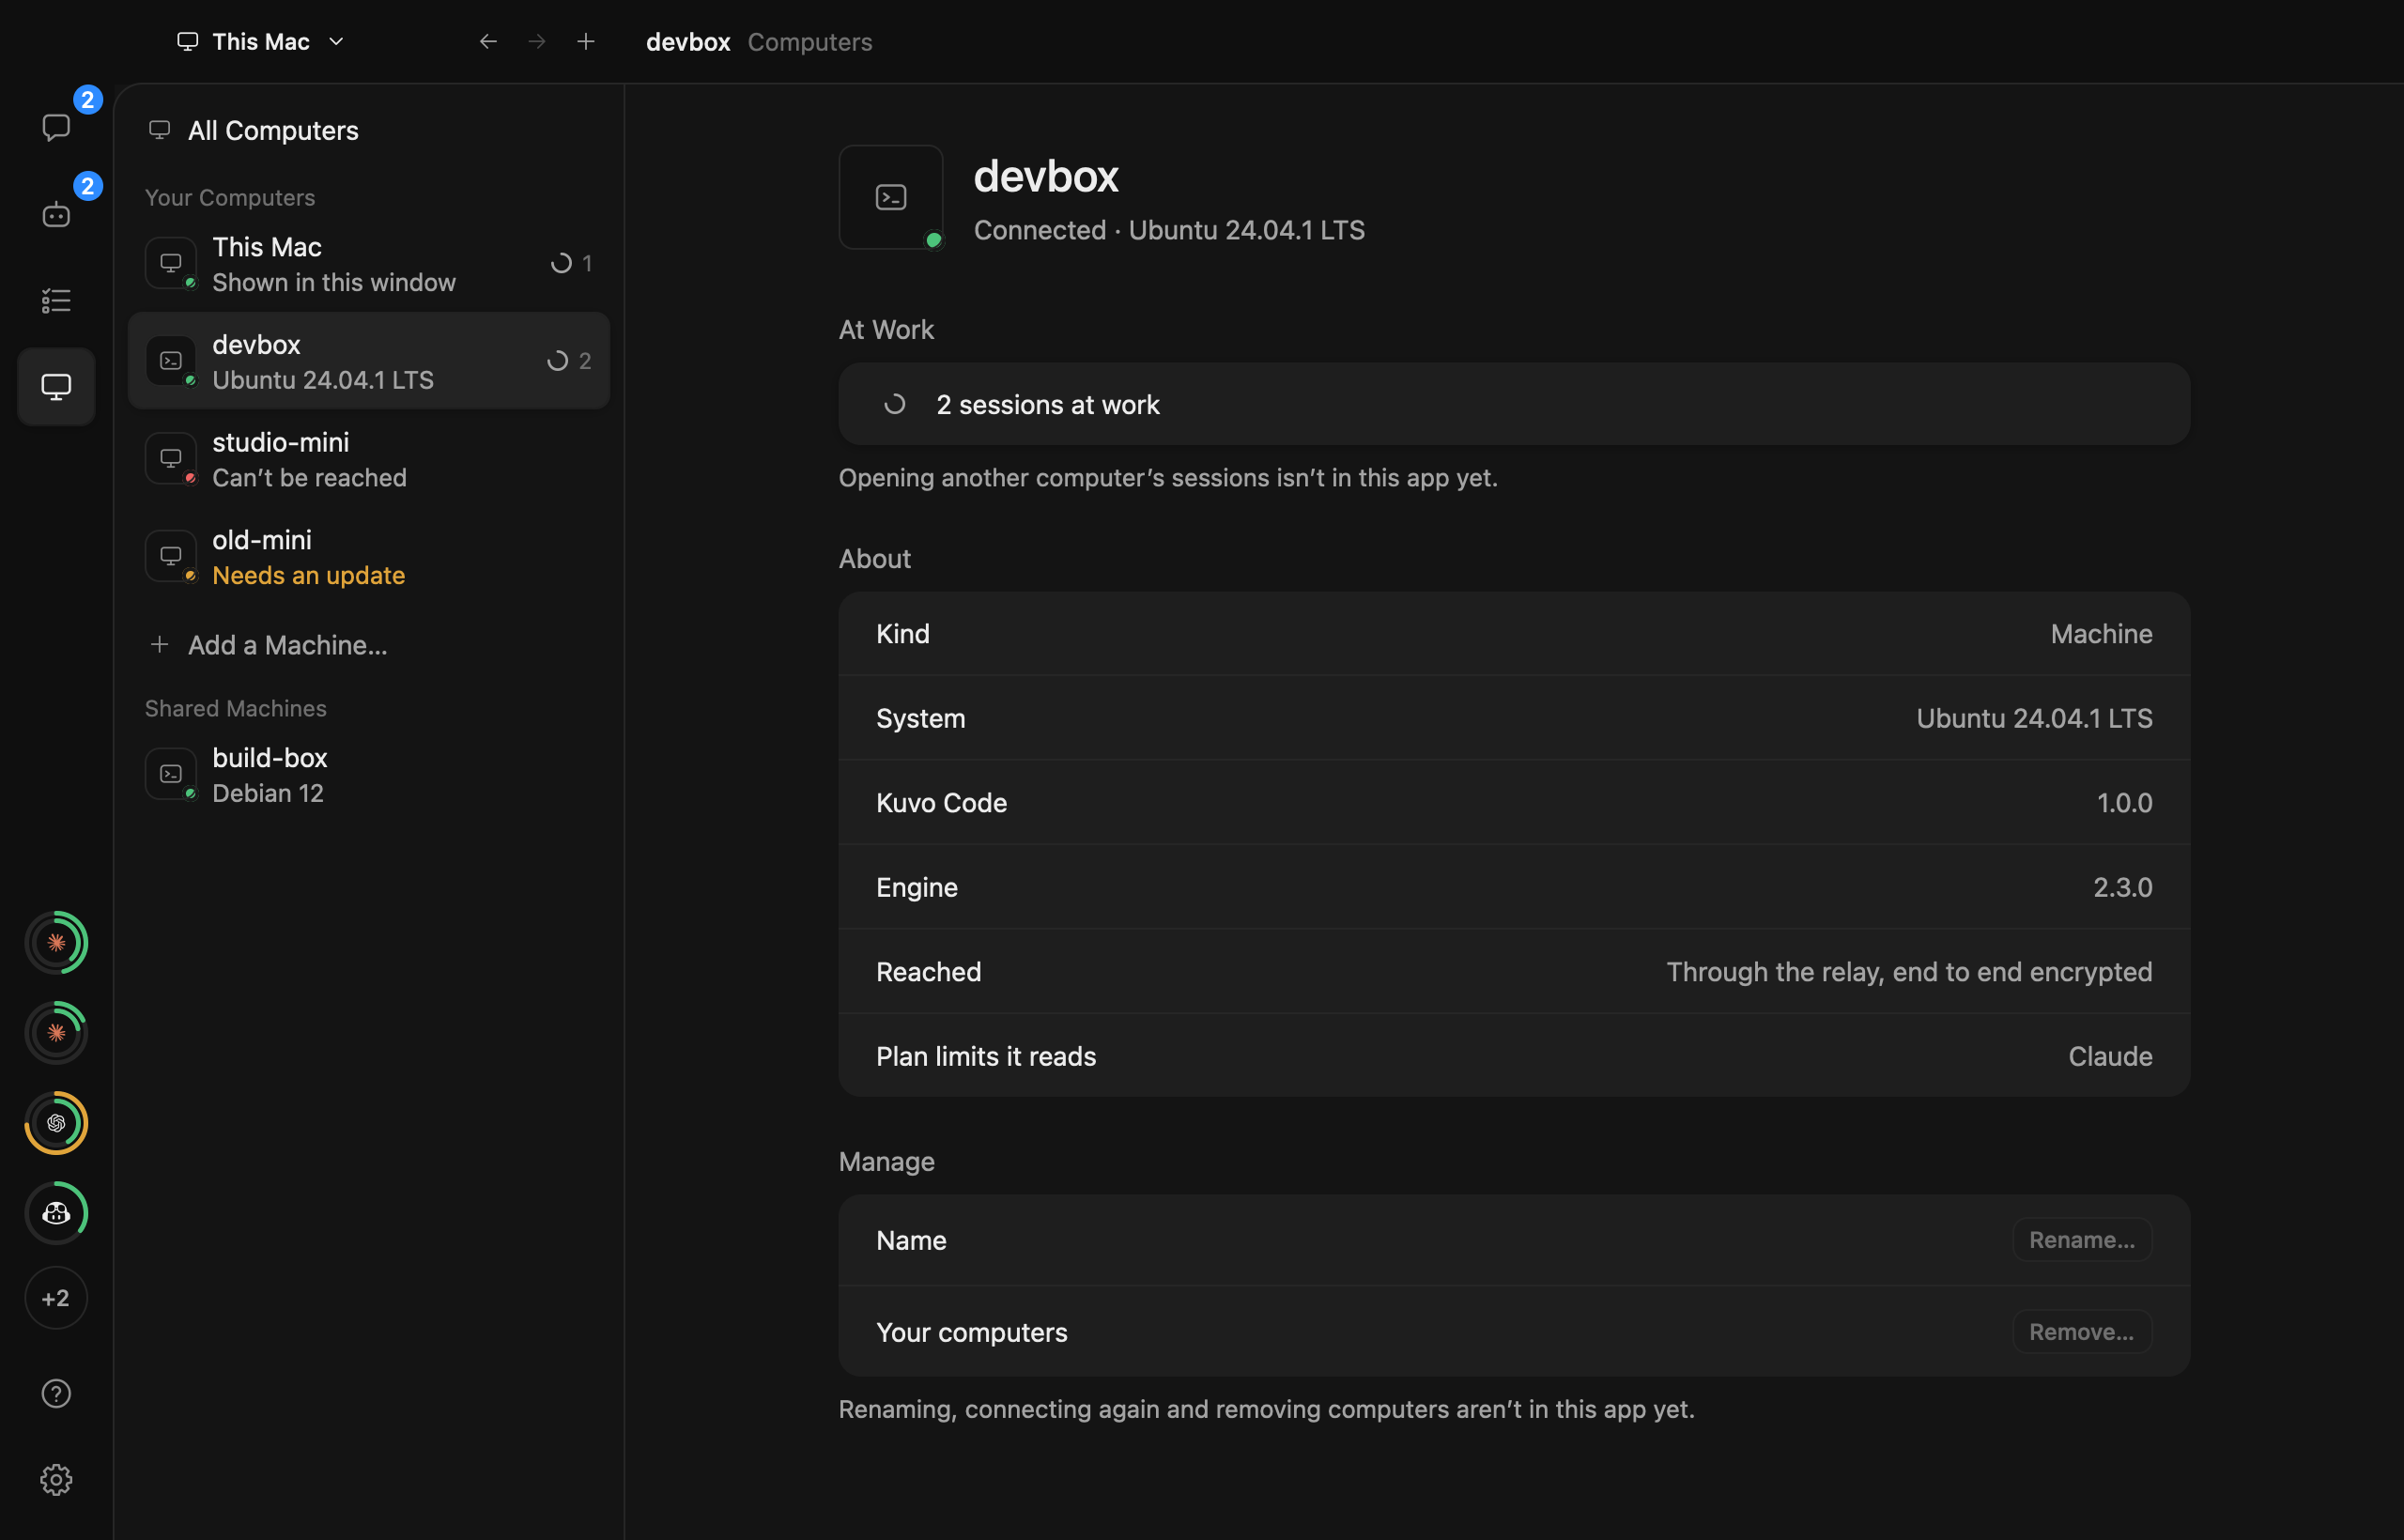 This Mac
devbox Computers
2
2
All Computers
Your Computers
This Mac
Shown in this window
1
devbox
Ubuntu 24.04.1 LTS
2
studio-mini
Can’t be reached
old-mini
Needs an update
Add a Machine...
Shared Machines
build-box
Debian 12
+2
devbox
Connected · Ubuntu 24.04.1 LTS
At Work
2 sessions at work
Opening another computer’s sessions isn’t in this app yet.
About
Kind Machine
System Ubuntu 24.04.1 LTS
Kuvo Code 1.0.0
Engine 2.3.0
Reached Through the relay, end to end encrypted
Plan limits it reads Claude
Manage
Name Rename...
Your computers Remove...
Renaming, connecting again and removing computers aren’t in this app yet.